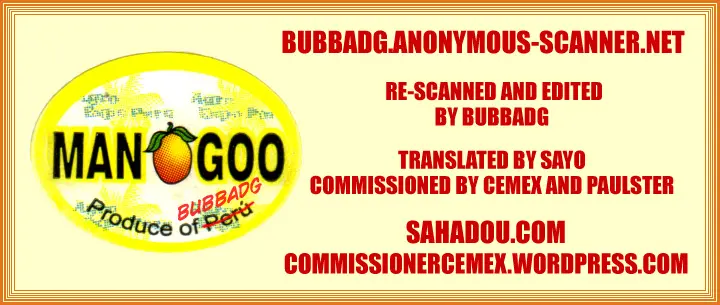 BUBBADG.ANONYMOUS-SCANNER.NET
RE-SCANNED AND EDITED
BY BUBBADG
TRANSLATED BY SAYO
COMMISSIONED BY CEMEX AND PAULSTER
SAHADOU.COM
COMMISSIONERCEMEX.WORDPRESS.COM
MAN GOO
BUBBADG
Produce of Perú